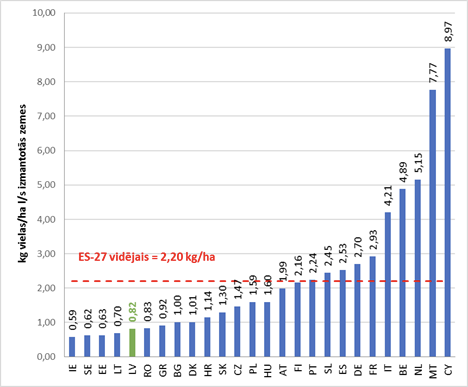 kg vielas/ha l/s izmantotās zemes
10,00
9,00
8,00
7,00
6,00
5,00
4,00
3,00
2,00
1,00
0,00
ES-27 vidējais = 2,20 kg/ha
0,59
0,62
0,63
0,70
0,82
0,83
0,92
1,00
1,01
1,14
1,30
1,47
1,59
1,60
1,99
2,16
2,24
2,45
2,53
2,70
2,93
4,21
4,89
5,15
7,77
8,97
IE
SE
EE
LT
LV
RO
GR
BG
DK
HR
SK
CZ
PL
HU
AT
FI
PT
SL
ES
DE
FR
IT
BE
NL
MT
CY